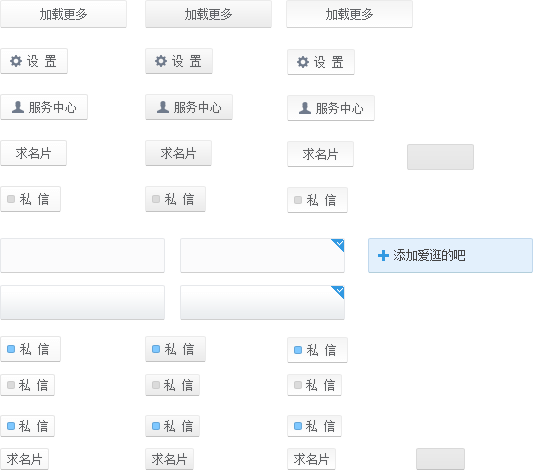 加载更多 加载更多 加载更多
设 置 设 置 设 置
服务中心 服务中心 服务中心
求名片 求名片 求名片
私 信 私 信 私 信
添加爱逛的吧
私 信 私 信 私 信
私 信 私 信 私 信
私 信 私 信 私 信
求名片 求名片 求名片